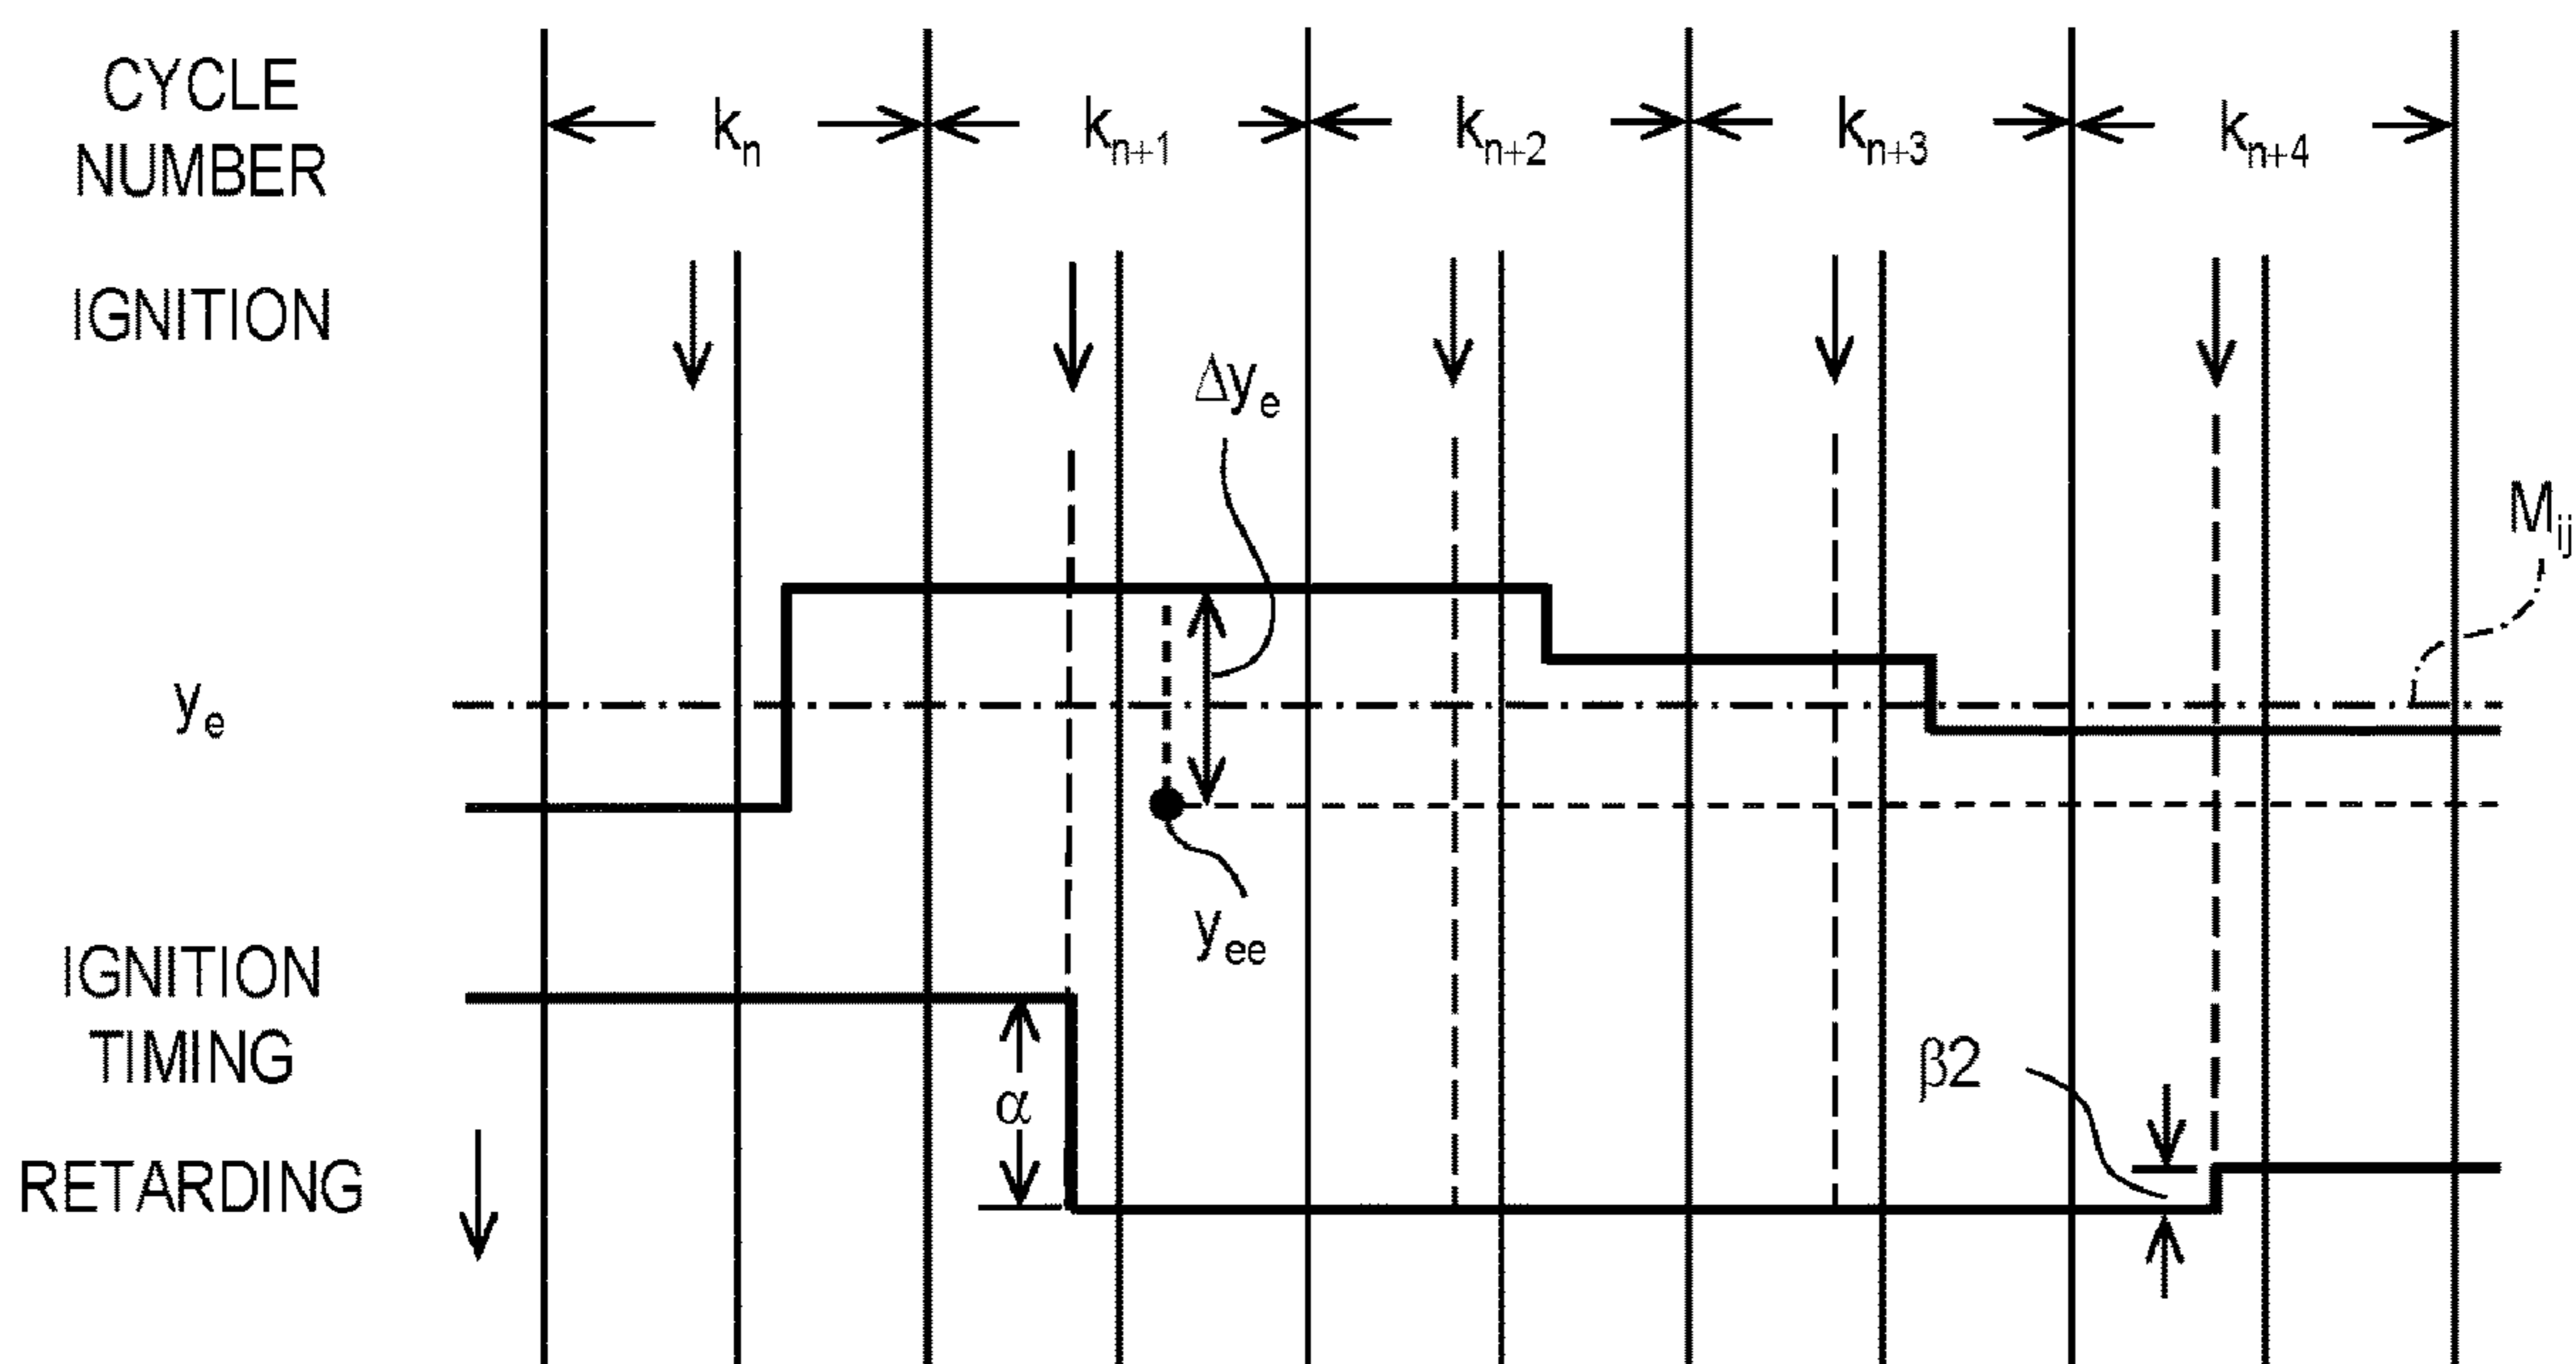 CYCLE
NUMBER
kₙ
kₙ₊₁
kₙ₊₂
kₙ₊₃
kₙ₊₄
IGNITION
Δyₑ
Mᵢⱼ
yₑ
yₑₑ
IGNITION
TIMING
α
β2
RETARDING